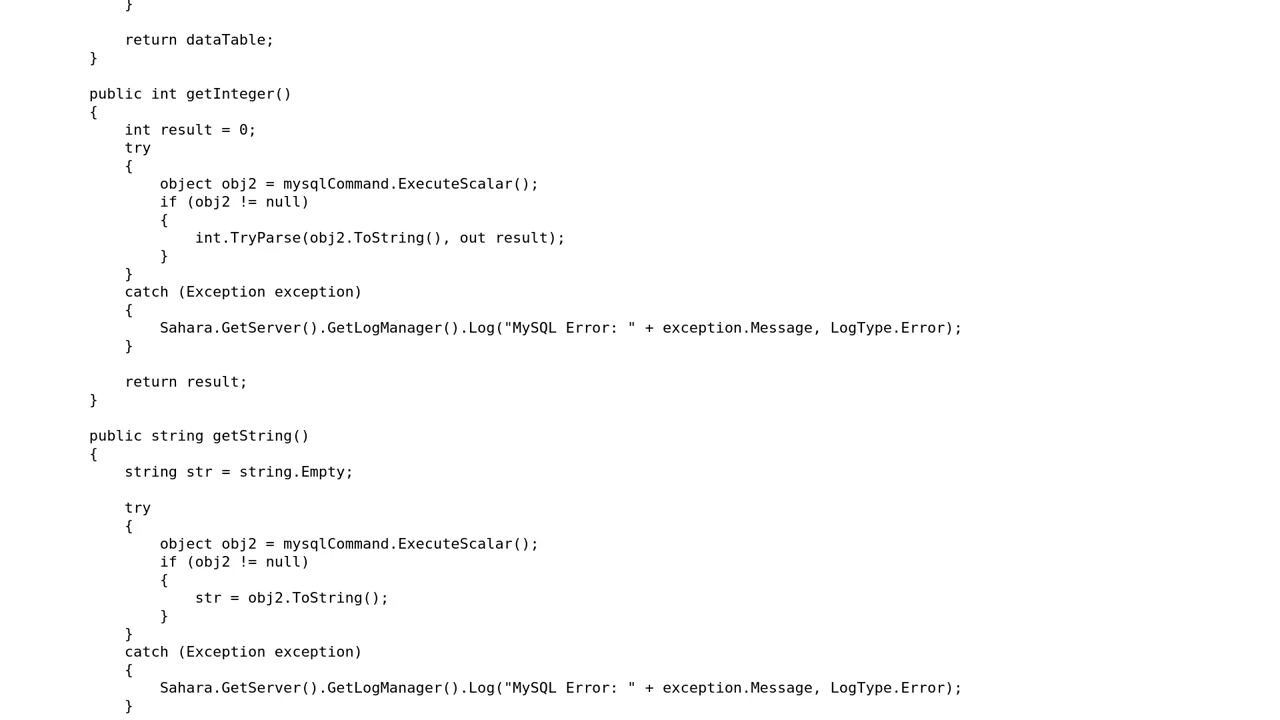 }
return dataTable;
}
public int getInteger()
{
int result = 0;
try
{
object obj2 = mysqlCommand.ExecuteScalar();
if (obj2 != null)
{
int.TryParse(obj2.ToString(), out result);
}
}
catch (Exception exception)
{
Sahara.GetServer().GetLogManager().Log("MySQL Error: " + exception.Message, LogType.Error);
}
return result;
}
public string getString()
{
string str = string.Empty;
try
{
object obj2 = mysqlCommand.ExecuteScalar();
if (obj2 != null)
{
str = obj2.ToString();
}
}
catch (Exception exception)
{
Sahara.GetServer().GetLogManager().Log("MySQL Error: " + exception.Message, LogType.Error);
}